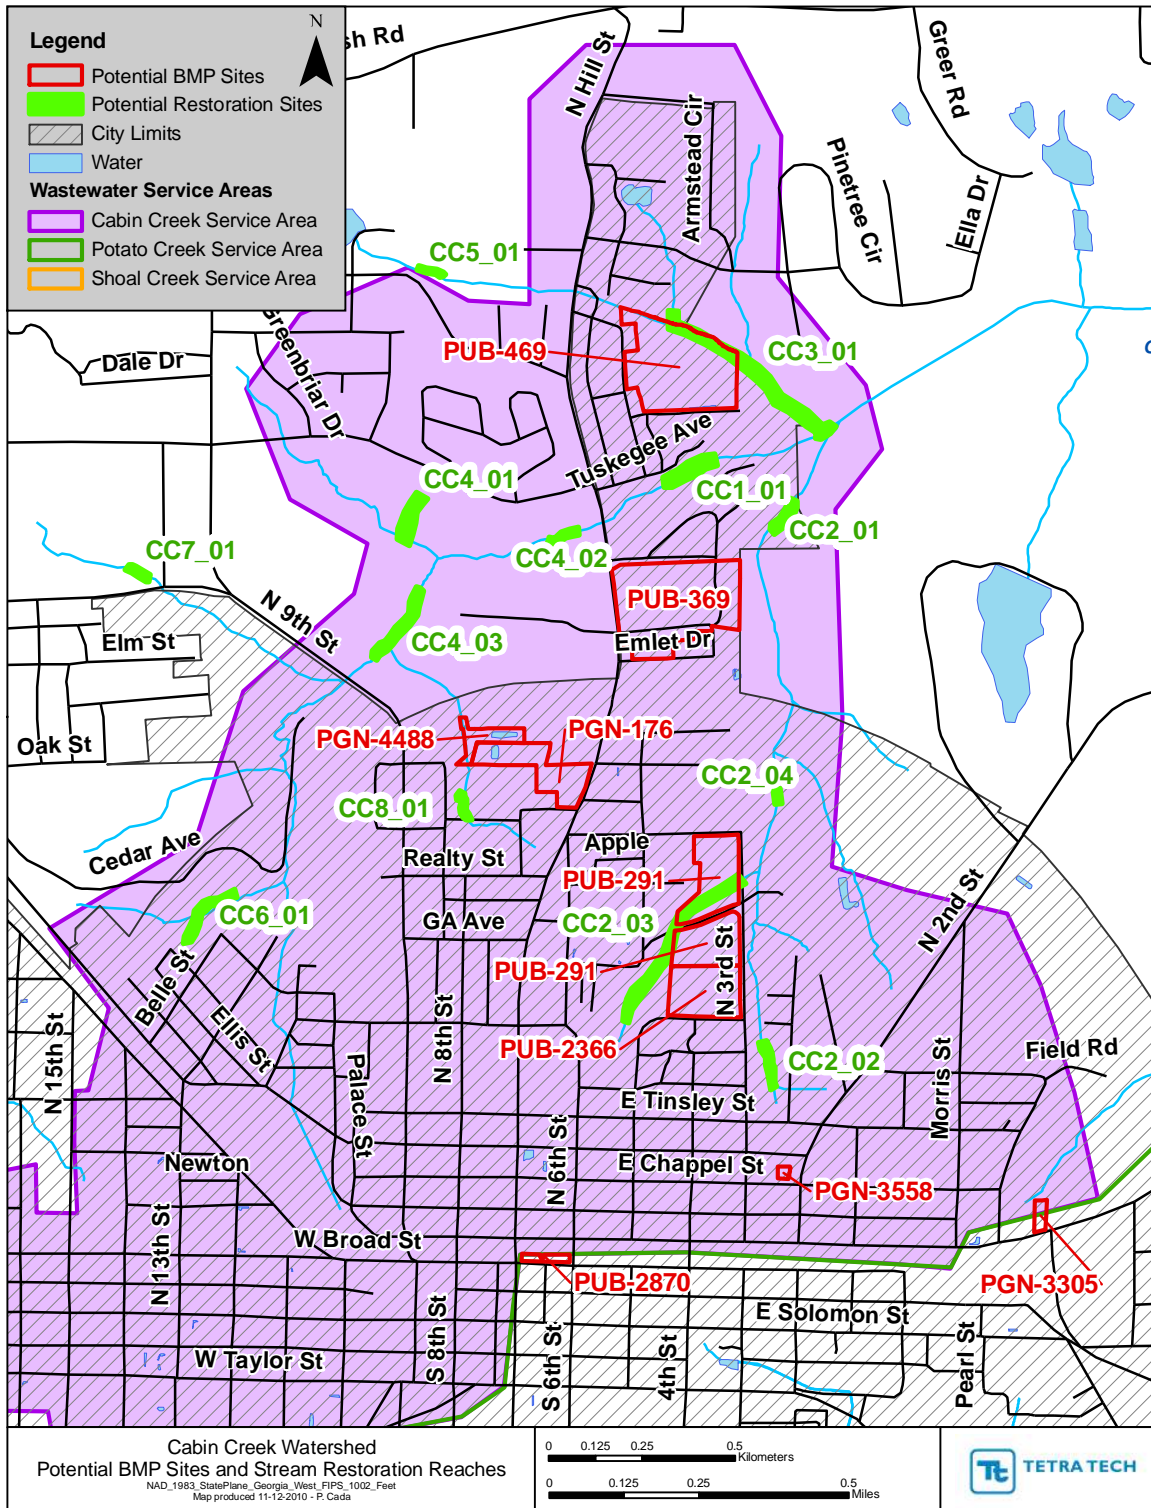 Legend
N
Potential BMP Sites
Potential Restoration Sites
City Limits
Water
Wastewater Service Areas
Cabin Creek Service Area
Potato Creek Service Area
Shoal Creek Service Area
sh Rd
N Hill St
Greer Rd
Armstead Cir
Pinetree Cir
Ella Dr
CC5_01
Greenbriar Dr
Dale Dr
PUB-469
CC3_01
Tuskegee Ave
CC4_01
CC1_01
CC2_01
CC4_02
CC7_01
PUB-369
N 9th St
Elm St
CC4_03
Emlet Dr
Oak St
PGN-4488
PGN-176
CC2_04
CC8_01
Cedar Ave
Realty St
Apple
PUB-291
CC6_01
GA Ave
CC2_03
N 2nd St
Belle St
PUB-291
N 3rd St
Ellis St
N 15th St
N 8th St
PUB-2366
Palace St
CC2_02
Field Rd
Morris St
E Tinsley St
Newton
N 6th St
E Chappel St
PGN-3558
N 13th St
W Broad St
PUB-2870
PGN-3305
E Solomon St
S 8th St
S 6th St
4th St
Pearl St
W Taylor St
Cabin Creek Watershed
Potential BMP Sites and Stream Restoration Reaches
NAD_1983_StatePlane_Georgia_West_FIPS_1002_Feet
Map produced 11-12-2010 - P. Cada
0 0.125 0.25 0.5
Kilometers
0 0.125 0.25 0.5
Miles
Tt TETRA TECH